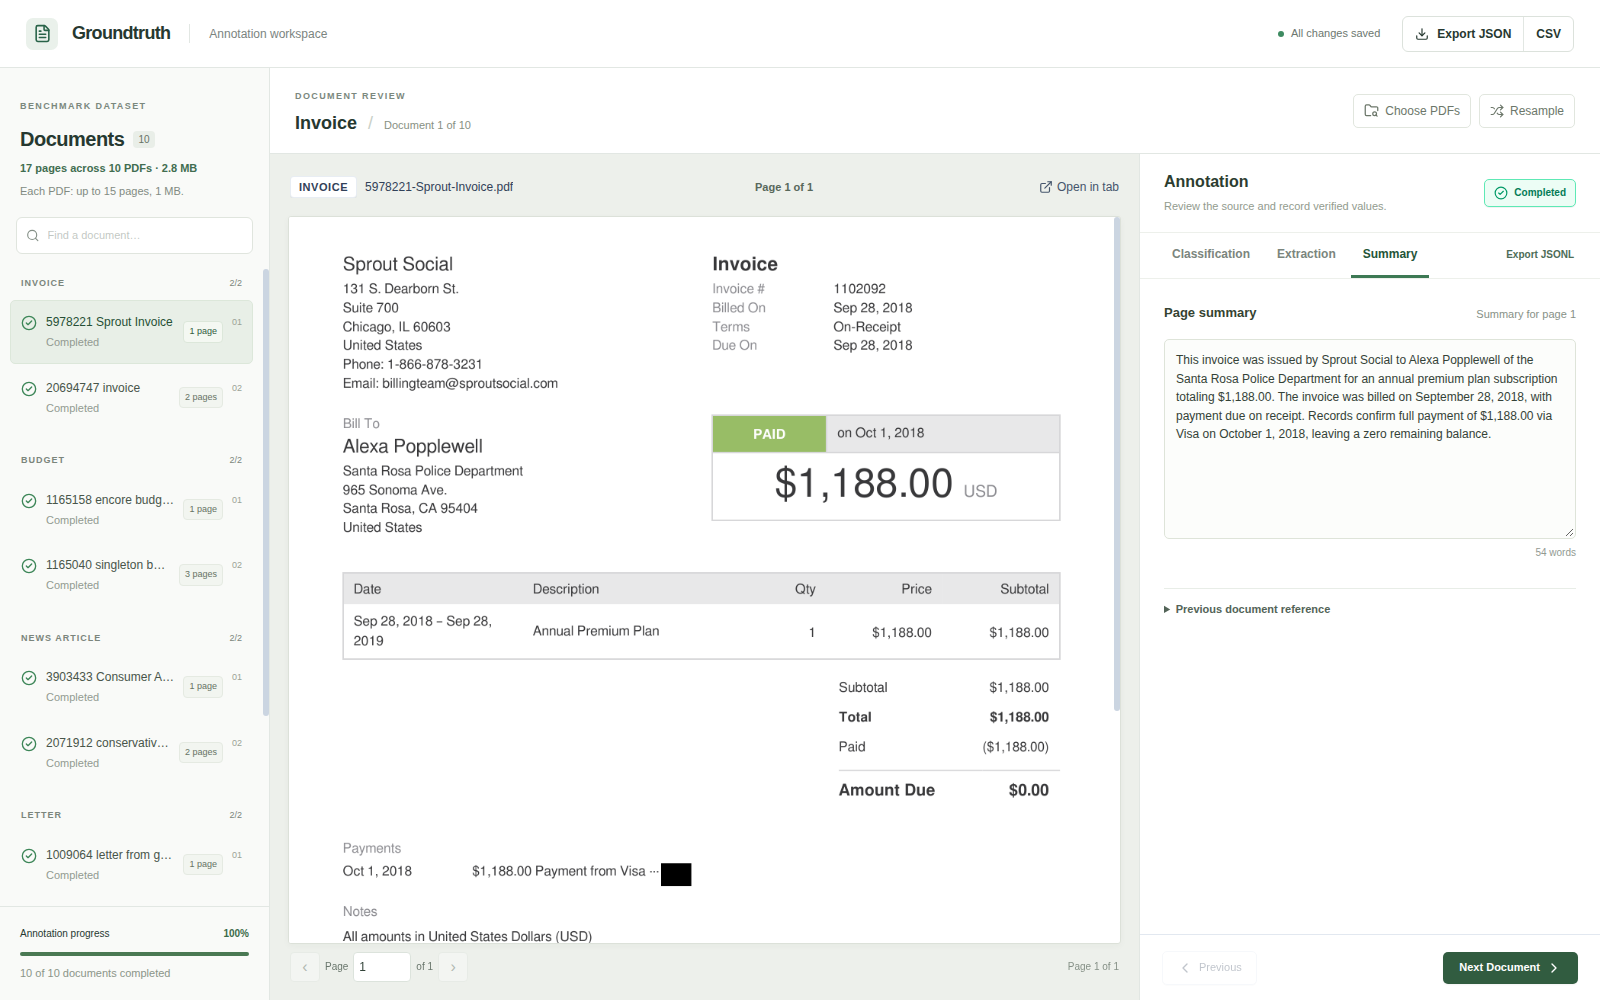 Groundtruth
Annotation workspace
All changes saved
Export JSON
CSV
BENCHMARK DATASET
Documents 10
17 pages across 10 PDFs · 2.8 MB
Each PDF: up to 15 pages, 1 MB.
Find a document...
INVOICE 2/2
5978221 Sprout Invoice
Completed
1 page
01
20694747 invoice
Completed
2 pages
02
BUDGET 2/2
1165158 encore budg...
Completed
1 page
01
1165040 singleton b...
Completed
3 pages
02
NEWS ARTICLE 2/2
3903433 Consumer A...
Completed
1 page
01
2071912 conservativ...
Completed
2 pages
02
LETTER 2/2
1009064 letter from g...
Completed
1 page
01
Annotation progress 100%
10 of 10 documents completed
DOCUMENT REVIEW
Invoice / Document 1 of 10
Choose PDFs
Resample
INVOICE 5978221-Sprout-Invoice.pdf
Page 1 of 1
Open in tab
Sprout Social
131 S. Dearborn St.
Suite 700
Chicago, IL 60603
United States
Phone: 1-866-878-3231
Email: billingteam@sproutsocial.com
Invoice
Invoice # 1102092
Billed On Sep 28, 2018
Terms On-Receipt
Due On Sep 28, 2018
Bill To
Alexa Popplewell
Santa Rosa Police Department
965 Sonoma Ave.
Santa Rosa, CA 95404
United States
PAID on Oct 1, 2018
$1,188.00 USD
Date Description Qty Price Subtotal
Sep 28, 2018 – Sep 28,
2019
Annual Premium Plan 1 $1,188.00 $1,188.00
Subtotal $1,188.00
Total $1,188.00
Paid ($1,188.00)
Amount Due $0.00
Payments
Oct 1, 2018 $1,188.00 Payment from Visa ···
Notes
All amounts in United States Dollars (USD)
Page 1 of 1
Page 1 of 1
Annotation
Review the source and record verified values.
Completed
Classification
Extraction
Summary
Export JSONL
Page summary
Summary for page 1
This invoice was issued by Sprout Social to Alexa Popplewell of the
Santa Rosa Police Department for an annual premium plan subscription
totaling $1,188.00. The invoice was billed on September 28, 2018, with
payment due on receipt. Records confirm full payment of $1,188.00 via
Visa on October 1, 2018, leaving a zero remaining balance.
54 words
Previous document reference
Previous
Next Document